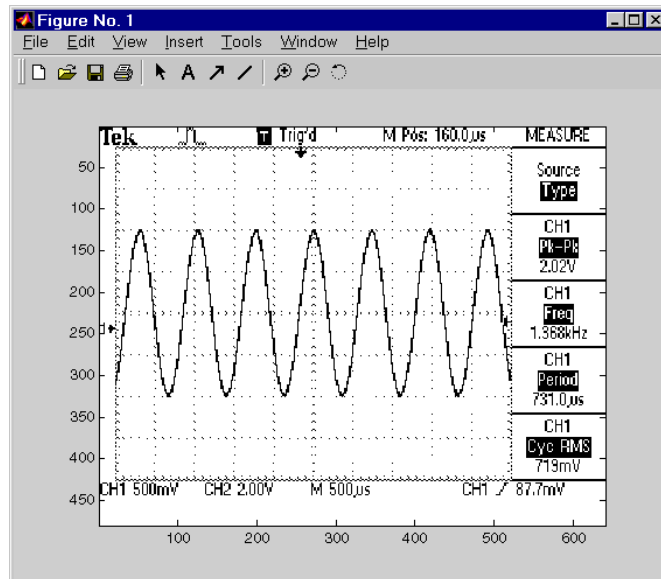 Figure No. 1
File Edit View Insert Tools Window Help
A
Tek T Trig'd M Pos: 160.0µs MEASURE
Source
Type
CH1
Pk-Pk
2.02V
CH1
Freq
1.368kHz
CH1
Period
731.0µs
CH1
Cyc RMS
719mV
CH1 500mV CH2 2.00V M 500µs CH1 87.7mV
50
100
150
200
250
300
350
400
450
100 200 300 400 500 600